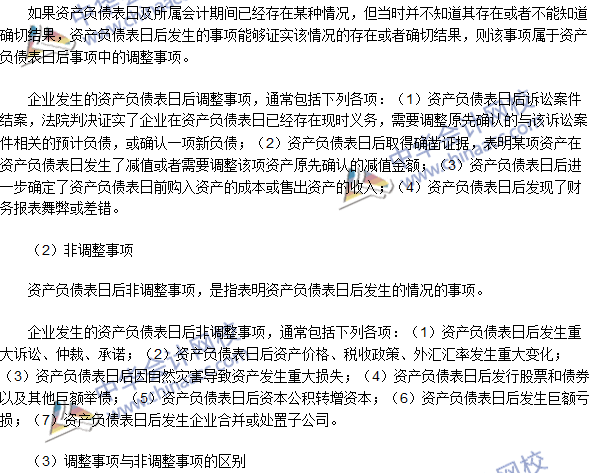 如果资产负债表日及所属会计期间已经存在某种情况，但当时并不知道其存在或者不能知道
确切结果，资产负债表日后发生的事项能够证实该情况的存在或者确切结果，则该事项属于资产
负债表日后事项中的调整事项。
企业发生的资产负债表日后调整事项，通常包括下列各项：（1）资产负债表日后诉讼案件
结案，法院判决证实了企业在资产负债表日已经存在现时义务，需要调整原先确认的与该诉讼案
件相关的预计负债，或确认一项新负债；（2）资产负债表日后取得确凿证据，表明某项资产在
资产负债表日发生了减值或者需要调整该项资产原先确认的减值金额；（3）资产负债表日后进
一步确定了资产负债表日前购入资产的成本或售出资产的收入；（4）资产负债表日后发现了财
务报表舞弊或差错。
（2）非调整事项
资产负债表日后非调整事项，是指表明资产负债表日后发生的情况的事项。
企业发生的资产负债表日后非调整事项，通常包括下列各项：（1）资产负债表日后发生重
大诉讼、仲裁、承诺；（2）资产负债表日后资产价格、税收政策、外汇汇率发生重大变化；
（3）资产负债表日后因自然灾害导致资产发生重大损失；（4）资产负债表日后发行股票和债券
以及其他巨额举债；（5）资产负债表日后资本公积转增资本；（6）资产负债表日后发生巨额亏
损；（7）资产负债表日后发生企业合并或处置子公司。
（3）调整事项与非调整事项的区别